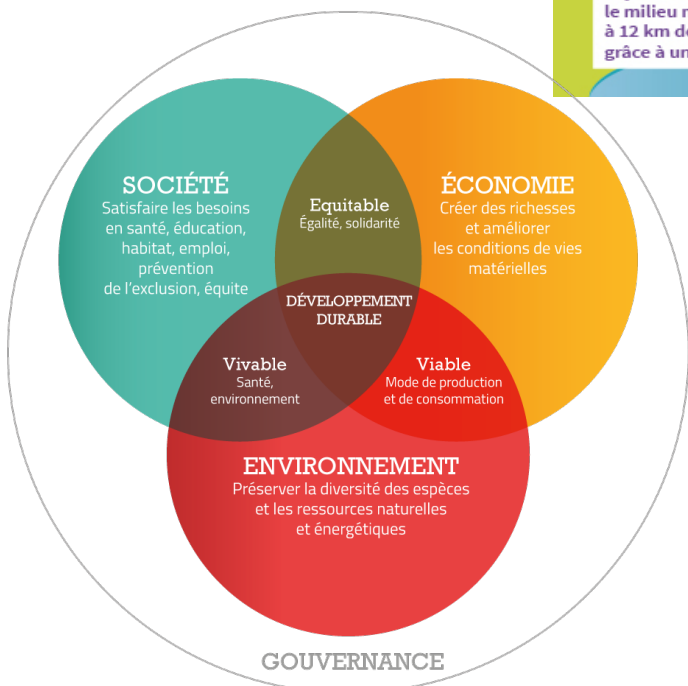 le milieu
à 12 km
grâce à un
SOCIÉTÉ
Satisfaire les besoins
en santé, éducation,
habitat, emploi,
prévention
de l'exclusion, équite
Equitable
Égalité, solidarité
ÉCONOMIE
Créer des richesses
et améliorer
les conditions de vies
matérielles
DÉVELOPPEMENT
DURABLE
Vivable
Santé,
environnement
Viable
Mode de production
et de consommation
ENVIRONNEMENT
Préserver la diversité des espèces
et les ressources naturelles
et énergétiques
GOUVERNANCE